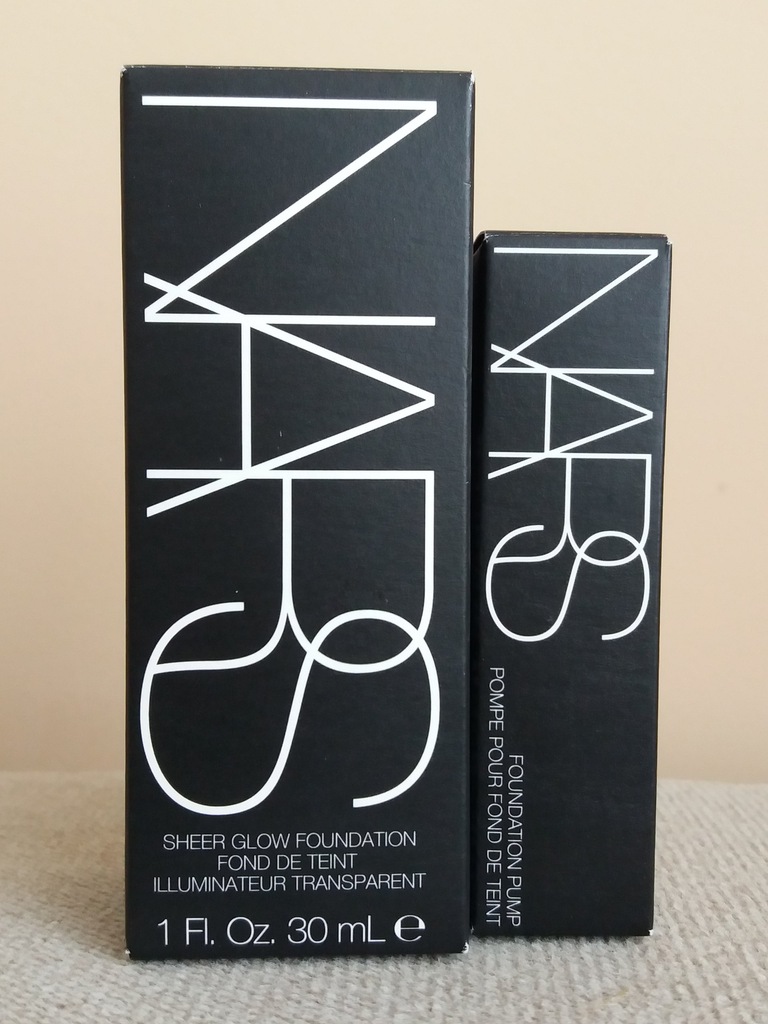 NARS
SHEER GLOW FOUNDATION
FOND DE TEINT
ILLUMINATEUR TRANSPARENT
1 Fl. Oz. 30 mL ℮
NARS
FOUNDATION PUMP
POMPE POUR FOND DE TEINT